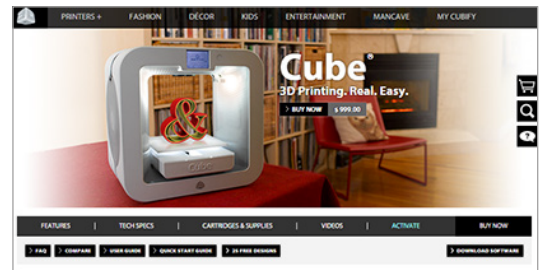 PRINTERS + FASHION DÉCOR KIDS ENTERTAINMENT MANCAVE MY CUBIFY
Cube®
3D Printing. Real. Easy.
> BUY NOW $ 999.00
&
Cube
?
FEATURES | TECH SPECS | CARTRIDGES & SUPPLIES | VIDEOS | ACTIVATE BUY NOW
> FAQ > COMPARE > USER GUIDE > QUICK START GUIDE > 25 FREE DESIGNS > DOWNLOAD SOFTWARE